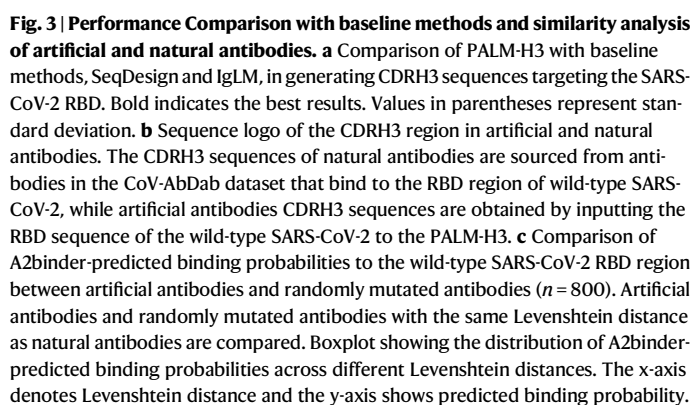 Fig. 3 | Performance Comparison with baseline methods and similarity analysis
of artificial and natural antibodies. a Comparison of PALM-H3 with baseline
methods, SeqDesign and IgLM, in generating CDRH3 sequences targeting the SARS-
CoV-2 RBD. Bold indicates the best results. Values in parentheses represent stan-
dard deviation. b Sequence logo of the CDRH3 region in artificial and natural
antibodies. The CDRH3 sequences of natural antibodies are sourced from anti-
bodies in the CoV-AbDab dataset that bind to the RBD region of wild-type SARS-
CoV-2, while artificial antibodies CDRH3 sequences are obtained by inputting the
RBD sequence of the wild-type SARS-CoV-2 to the PALM-H3. c Comparison of
A2binder-predicted binding probabilities to the wild-type SARS-CoV-2 RBD region
between artificial antibodies and randomly mutated antibodies (n = 800). Artificial
antibodies and randomly mutated antibodies with the same Levenshtein distance
as natural antibodies are compared. Boxplot showing the distribution of A2binder-
predicted binding probabilities across different Levenshtein distances. The x-axis
denotes Levenshtein distance and the y-axis shows predicted binding probability.